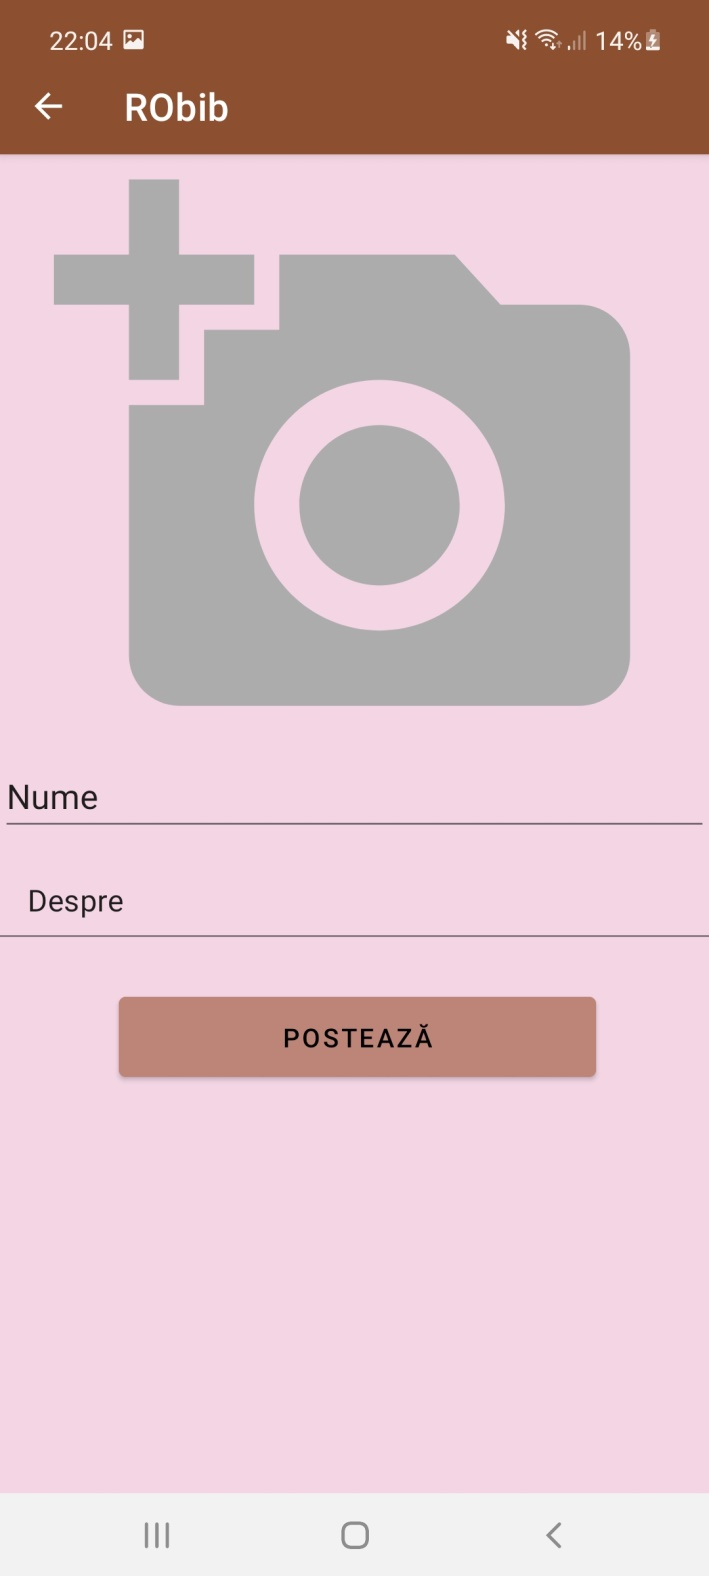 22:04 14%
RObib
Nume
Despre
POSTEAZĂ